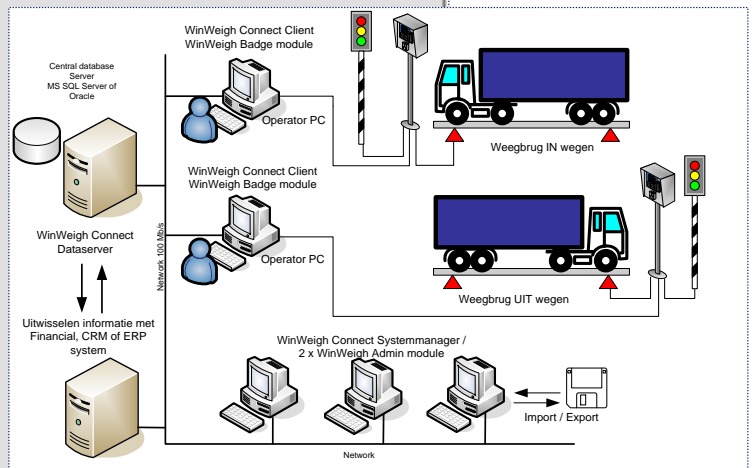 WinWeigh Connect Client
WinWeigh Badge module
Central database
Server
MS SQL Server of
Oracle
Operator PC
Weegbrug IN wegen
WinWeigh Connect Client
WinWeigh Badge module
WinWeigh Connect
Dataserver
Network 100 Mb/s
Operator PC
Weegbrug UIT wegen
Uitwisselen informatie met
Financial, CRM of ERP
system
WinWeigh Connect Systemmanager /
2 x WinWeigh Admin module
Import / Export
Network